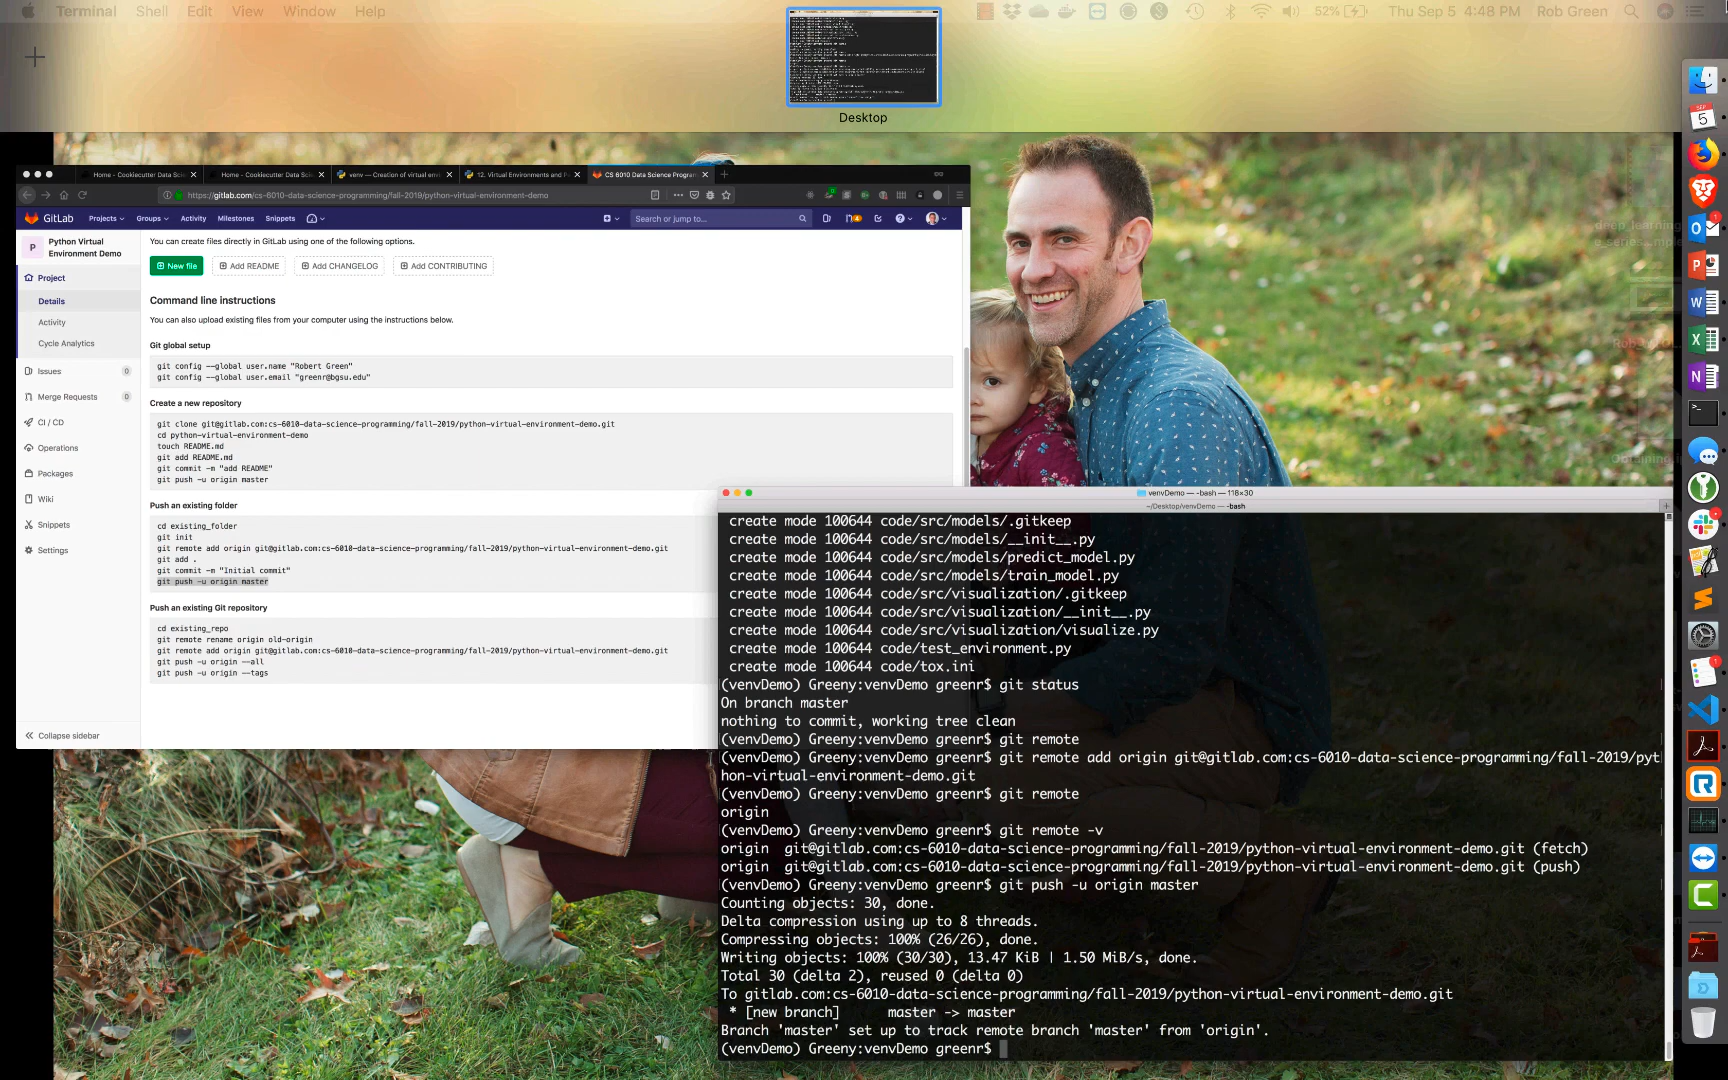 Terminal Shell Edit View Window Help
52% Thu Sep 5 4:48 PM Rob Green
Desktop
Home - Cookiecutter Data Sci
Home - Cookiecutter Data Sci
venv — Creation of virtual envi
12. Virtual Environments and P
CS 6010 Data Science Program
https://gitlab.com/cs-6010-data-science-programming/fall-2019/python-virtual-environment-demo
GitLab Projects Groups Activity Milestones Snippets Search or jump to...
Python Virtual
Environment Demo
P
Project
Details
Activity
Cycle Analytics
Issues 0
Merge Requests 0
CI / CD
Operations
Packages
Wiki
Snippets
Settings
Collapse sidebar
You can create files directly in GitLab using one of the following options.
New file Add README Add CHANGELOG Add CONTRIBUTING
Command line instructions
You can also upload existing files from your computer using the instructions below.
Git global setup
git config --global user.name "Robert Green"
git config --global user.email "greenr@bgsu.edu"
Create a new repository
git clone git@gitlab.com:cs-6010-data-science-programming/fall-2019/python-virtual-environment-demo.git
cd python-virtual-environment-demo
touch README.md
git add README.md
git commit -m "add README"
git push -u origin master
Push an existing folder
cd existing_folder
git init
git remote add origin git@gitlab.com:cs-6010-data-science-programming/fall-2019/python-virtual-environment-demo.git
git add .
git commit -m "Initial commit"
git push -u origin master
Push an existing Git repository
cd existing_repo
git remote rename origin old-origin
git remote add origin git@gitlab.com:cs-6010-data-science-programming/fall-2019/python-virtual-environment-demo.git
git push -u origin --all
git push -u origin --tags
venvDemo — -bash — 118×30
~/Desktop/venvDemo — -bash
create mode 100644 code/src/models/.gitkeep
create mode 100644 code/src/models/__init__.py
create mode 100644 code/src/models/predict_model.py
create mode 100644 code/src/models/train_model.py
create mode 100644 code/src/visualization/.gitkeep
create mode 100644 code/src/visualization/__init__.py
create mode 100644 code/src/visualization/visualize.py
create mode 100644 code/test_environment.py
create mode 100644 code/tox.ini
(venvDemo) Greeny:venvDemo greenr$ git status
On branch master
nothing to commit, working tree clean
(venvDemo) Greeny:venvDemo greenr$ git remote
(venvDemo) Greeny:venvDemo greenr$ git remote add origin git@gitlab.com:cs-6010-data-science-programming/fall-2019/pyt
hon-virtual-environment-demo.git
(venvDemo) Greeny:venvDemo greenr$ git remote
origin
(venvDemo) Greeny:venvDemo greenr$ git remote -v
origin git@gitlab.com:cs-6010-data-science-programming/fall-2019/python-virtual-environment-demo.git (fetch)
origin git@gitlab.com:cs-6010-data-science-programming/fall-2019/python-virtual-environment-demo.git (push)
(venvDemo) Greeny:venvDemo greenr$ git push -u origin master
Counting objects: 30, done.
Delta compression using up to 8 threads.
Compressing objects: 100% (26/26), done.
Writing objects: 100% (30/30), 13.47 KiB | 1.50 MiB/s, done.
Total 30 (delta 2), reused 0 (delta 0)
To gitlab.com:cs-6010-data-science-programming/fall-2019/python-virtual-environment-demo.git
* [new branch] master -> master
Branch 'master' set up to track remote branch 'master' from 'origin'.
(venvDemo) Greeny:venvDemo greenr$